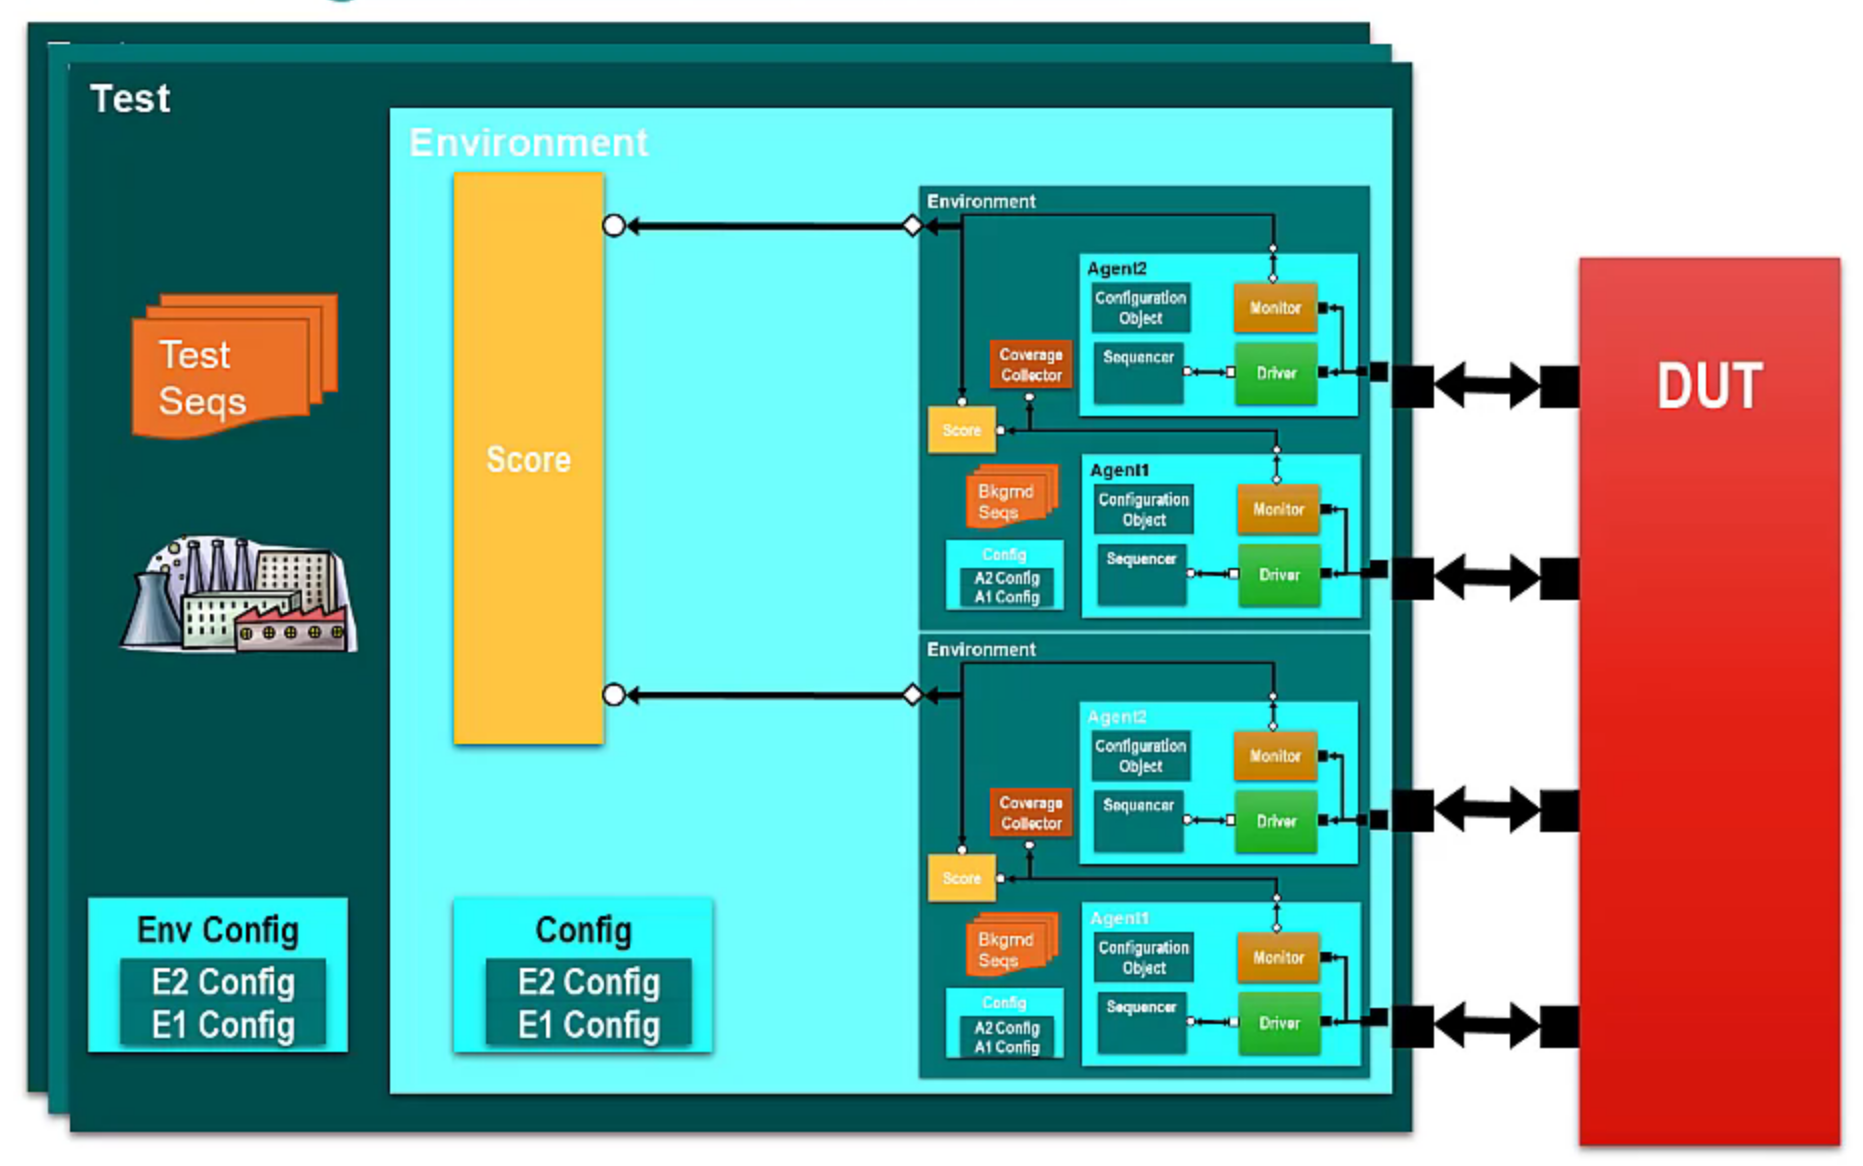 Test
Environment
Score
Test
Seqs
Env Config
E2 Config
E1 Config
Config
E2 Config
E1 Config
Environment
Agent2
Configuration
Object
Monitor
Sequencer
Driver
Coverage
Collector
Score
Bkgrnd
Seqs
Config
A2 Config
A1 Config
Agent1
Configuration
Object
Monitor
Sequencer
Driver
Environment
Agent2
Configuration
Object
Monitor
Sequencer
Driver
Coverage
Collector
Score
Bkgrnd
Seqs
Config
A2 Config
A1 Config
Agent1
Configuration
Object
Monitor
Sequencer
Driver
DUT